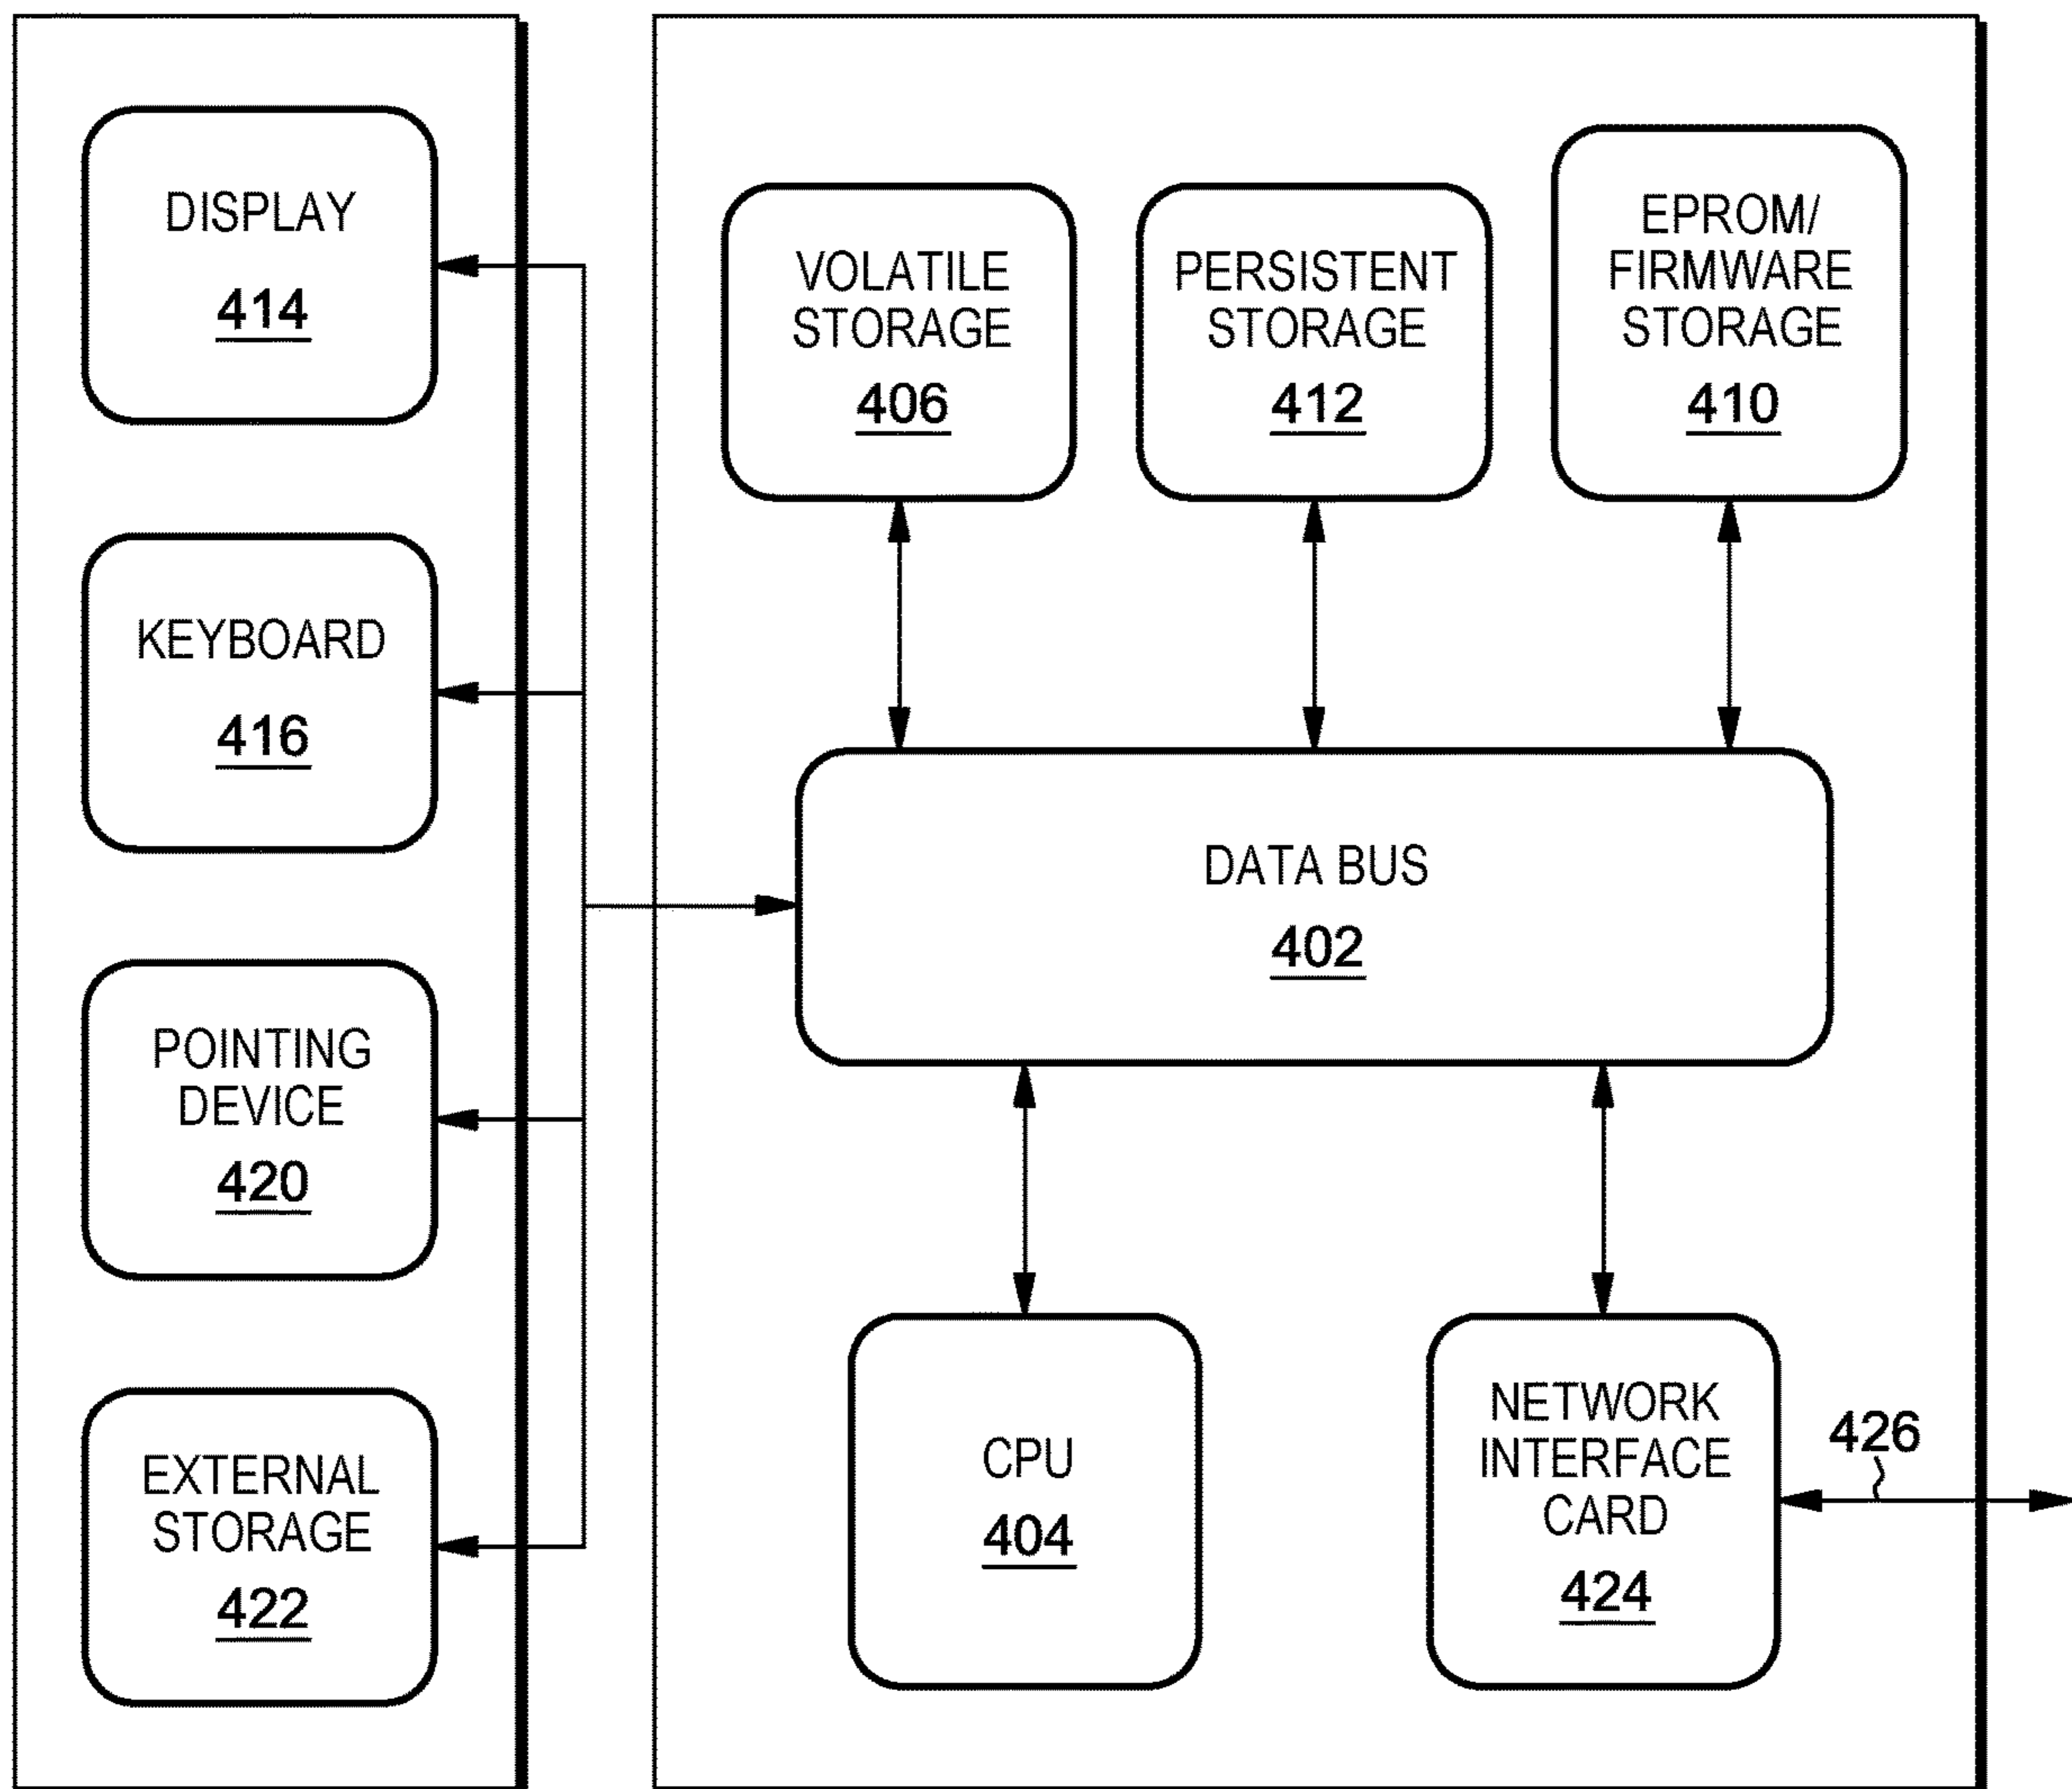 DISPLAY
414
KEYBOARD
416
POINTING
DEVICE
420
EXTERNAL
STORAGE
422
VOLATILE
STORAGE
406
PERSISTENT
STORAGE
412
EPROM/
FIRMWARE
STORAGE
410
DATA BUS
402
CPU
404
NETWORK
INTERFACE
CARD
424
426